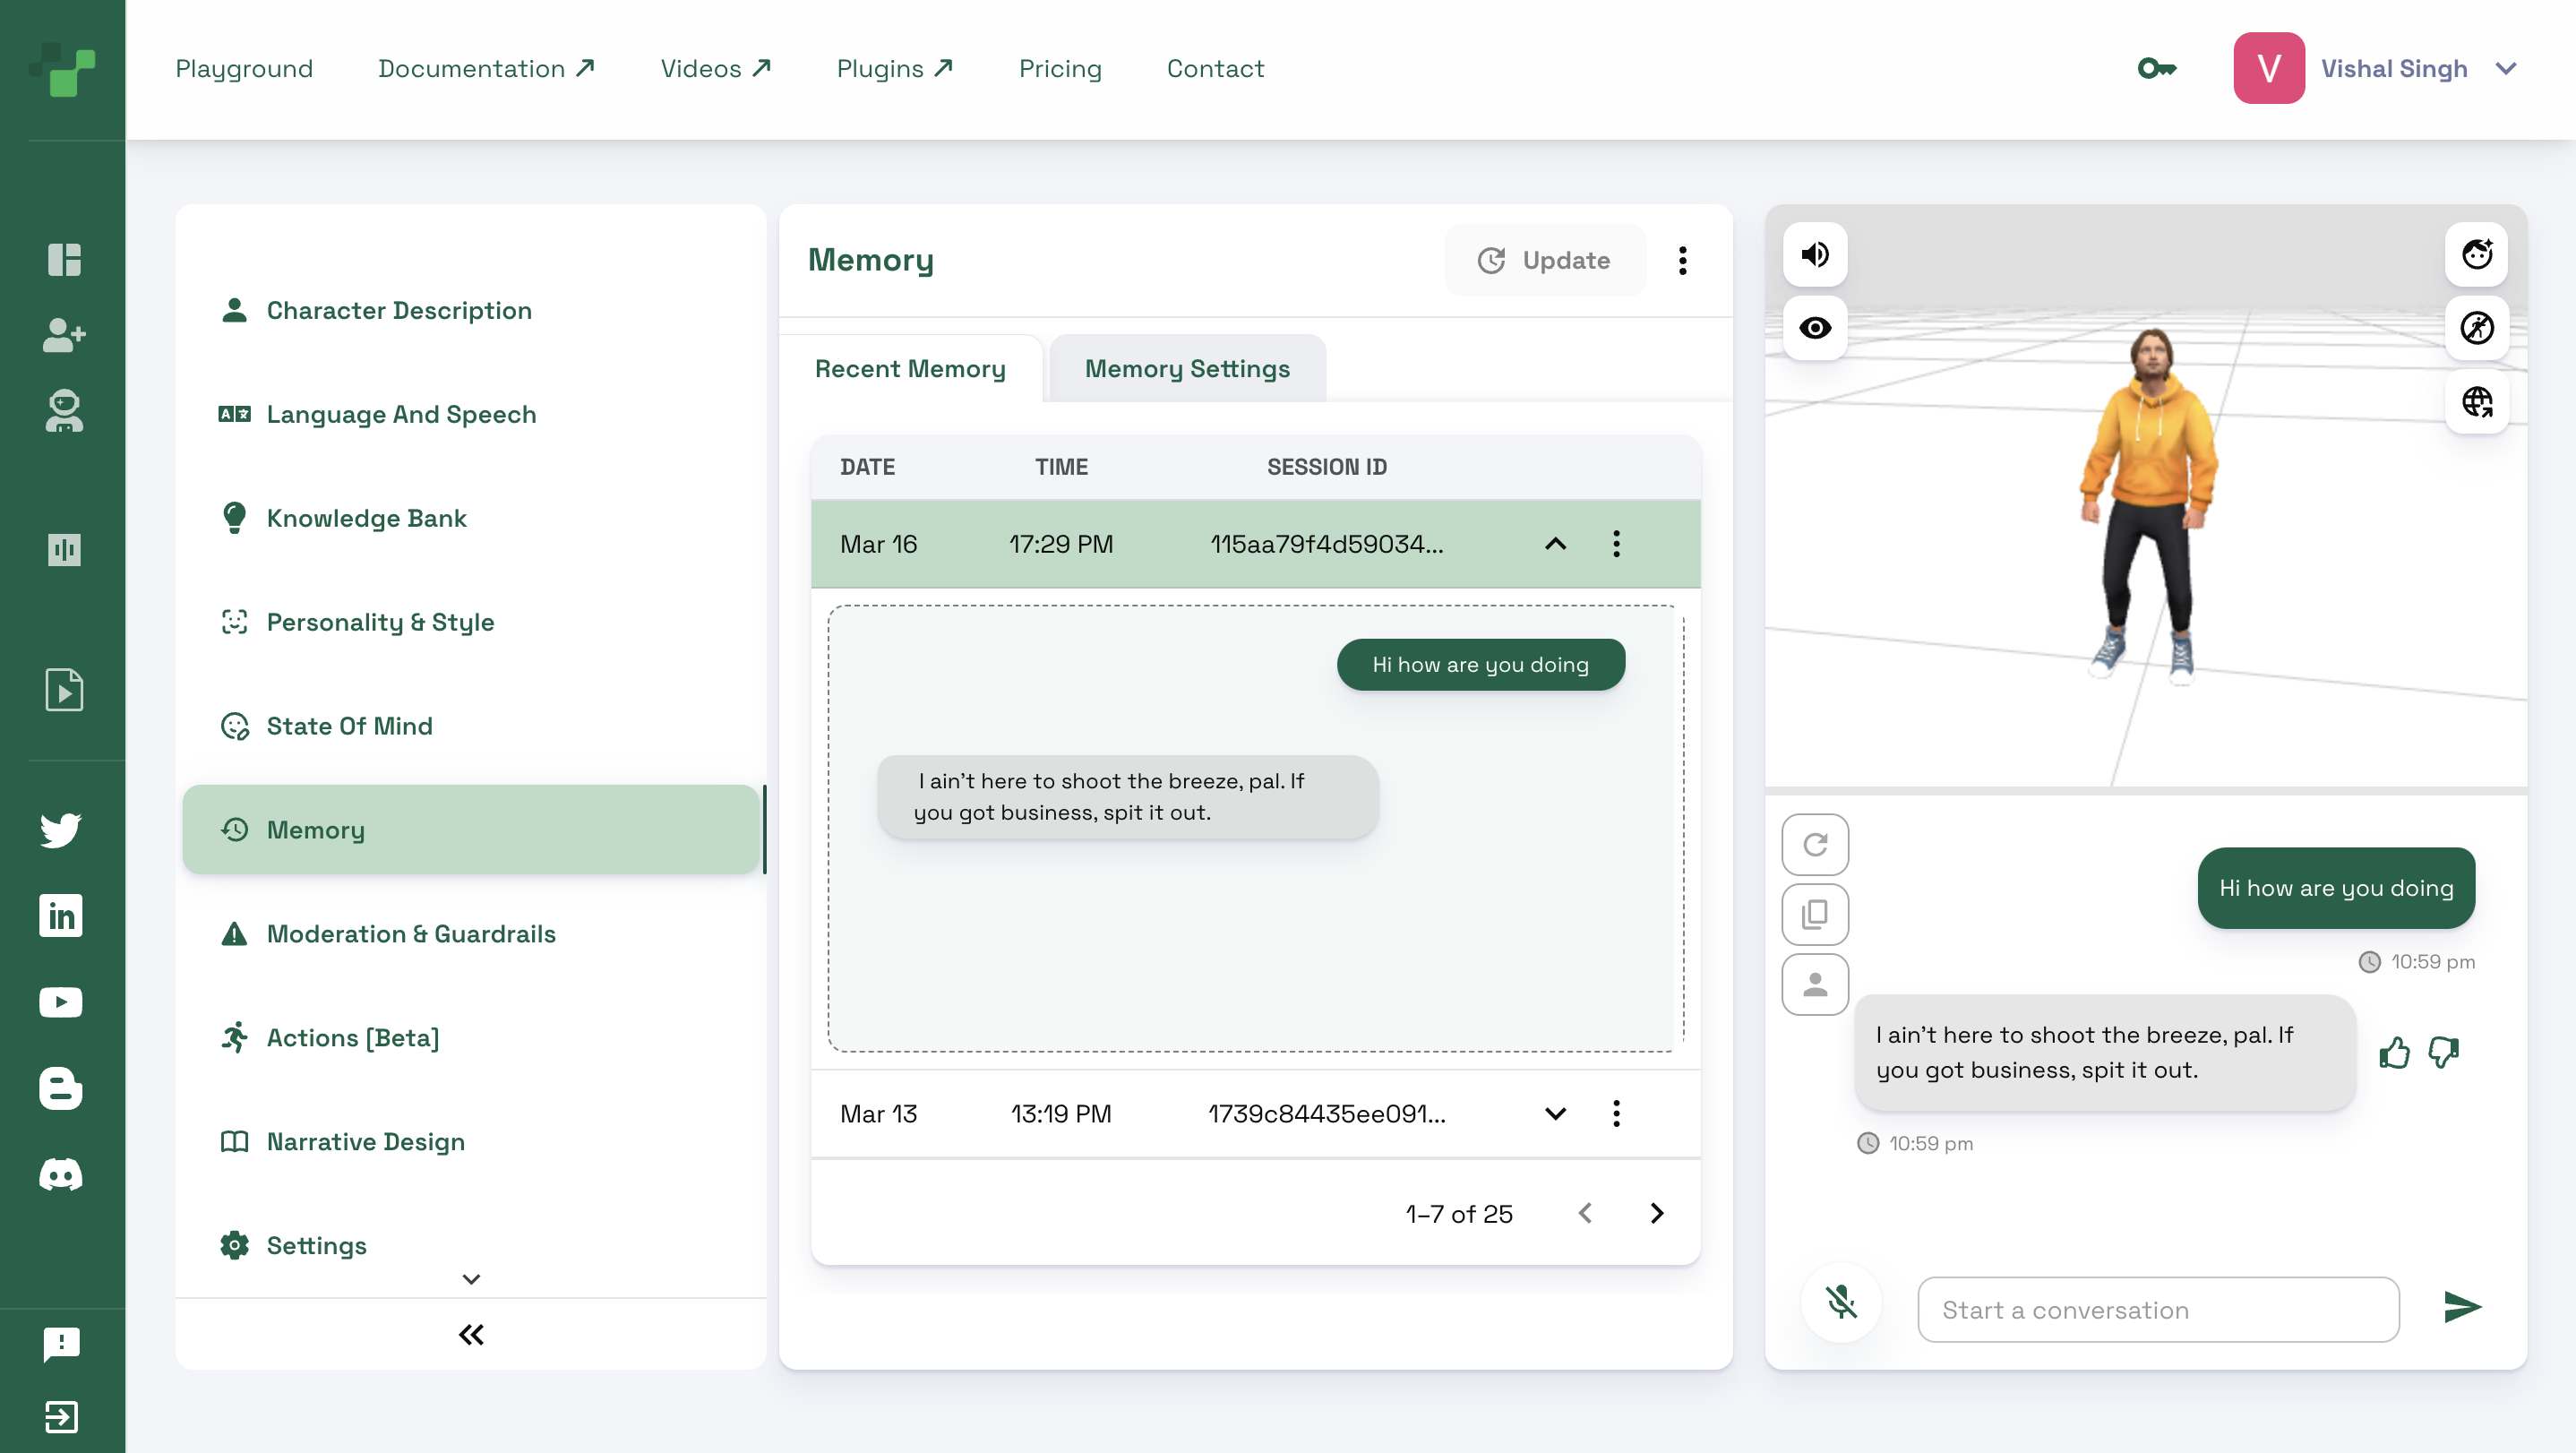 Playground
Documentation
Videos
Plugins
Pricing
Contact
V
Vishal Singh
Character Description
Language And Speech
Knowledge Bank
Personality & Style
State Of Mind
Memory
Moderation & Guardrails
Actions [Beta]
Narrative Design
Settings
Memory
Update
Recent Memory
Memory Settings
DATE TIME SESSION ID
Mar 16 17:29 PM 115aa79f4d59034...
Hi how are you doing
I ain't here to shoot the breeze, pal. If
you got business, spit it out.
Mar 13 13:19 PM 1739c84435ee091...
1–7 of 25
Hi how are you doing
10:59 pm
I ain't here to shoot the breeze, pal. If
you got business, spit it out.
10:59 pm
Start a conversation